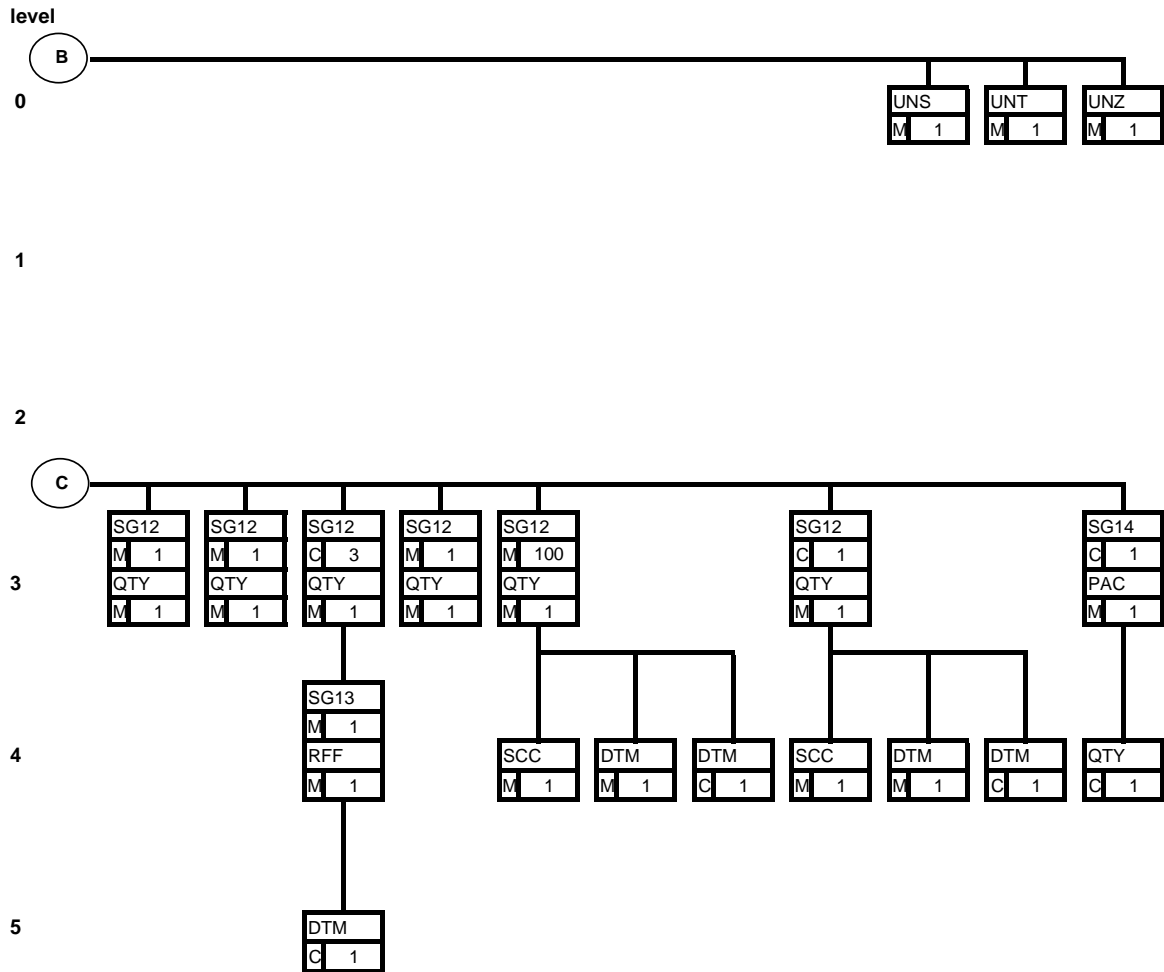 level
B
0
UNS UNT UNZ
M 1 M 1 M 1
1
2
C
SG12 SG12 SG12 SG12 SG12 SG12 SG14
M 1 M 1 C 3 M 1 M 100 C 1 C 1
3
QTY QTY QTY QTY QTY QTY PAC
M 1 M 1 M 1 M 1 M 1 M 1 M 1
SG13
M 1
4
RFF SCC DTM DTM SCC DTM DTM QTY
M 1 M 1 M 1 C 1 M 1 M 1 C 1 C 1
5
DTM
C 1